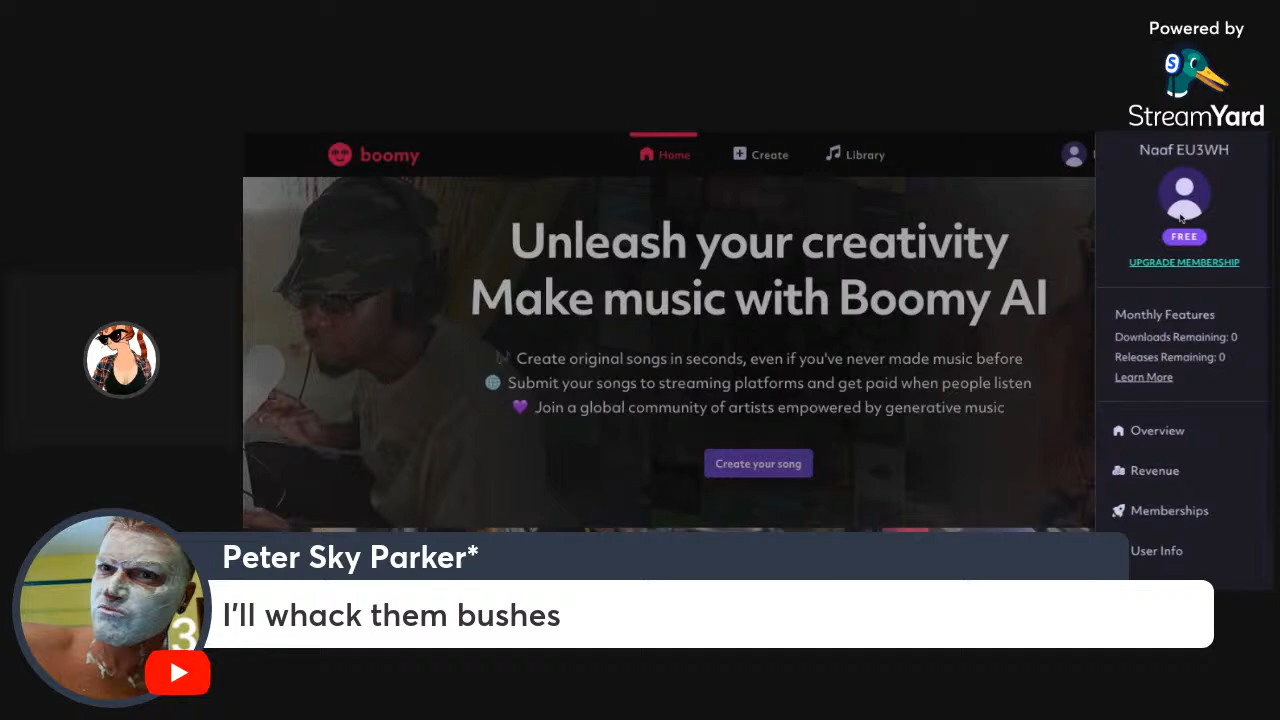 Powered by
StreamYard
boomy
Home
Create
Library
Naaf EU3WH
FREE
UPGRADE MEMBERSHIP
Unleash your creativity
Make music with Boomy AI
Create original songs in seconds, even if you've never made music before
Submit your songs to streaming platforms and get paid when people listen
Join a global community of artists empowered by generative music
Create your song
Monthly Features
Downloads Remaining: 0
Releases Remaining: 0
Learn More
Overview
Revenue
Memberships
User Info
Peter Sky Parker*
I'll whack them bushes
3